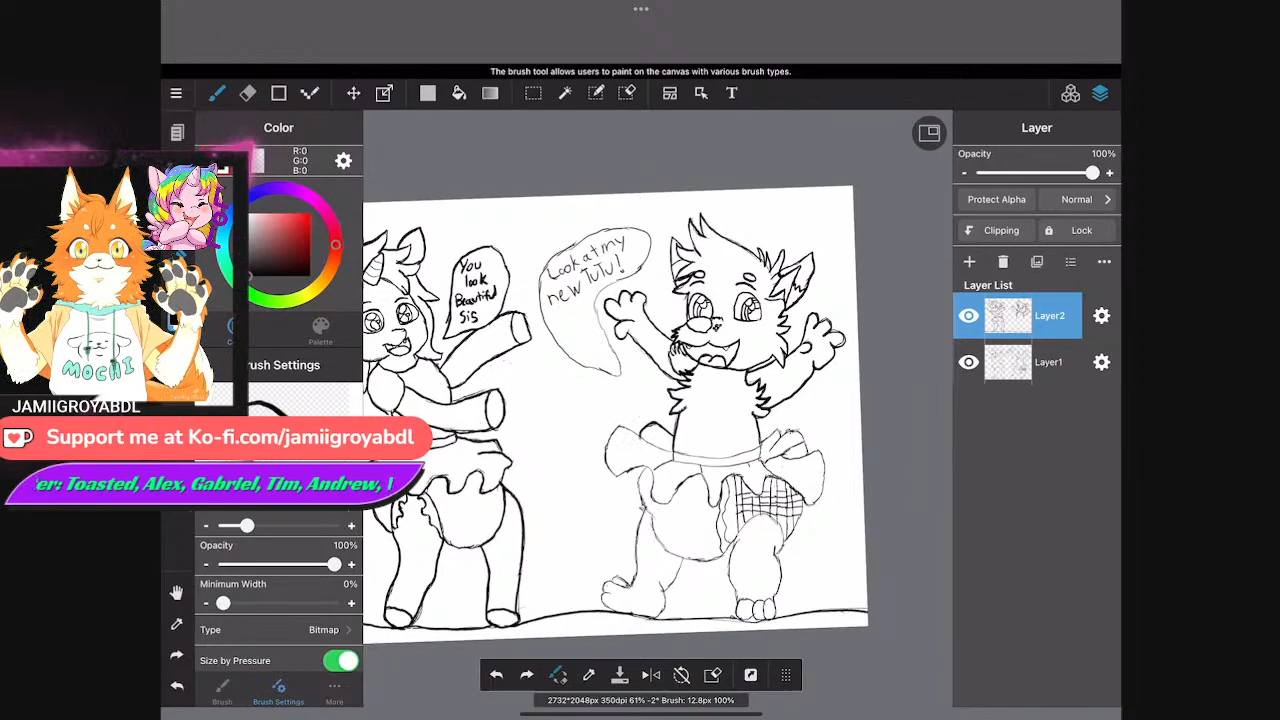 The brush tool allows users to paint on the canvas with various brush types.
T
Color
R:0
G:0
B:0
Palette
Brush Settings
MOCHI
JAMIIGROYABDL
Support me at Ko-fi.com/jamiigroyabdl
er: Toasted, Alex, Gabriel, Tim, Andrew,
- +
Opacity 100%
- +
Minimum Width 0%
- +
Type Bitmap
Size by Pressure
Brush
Brush Settings
More
You
look
Beautiful
Sis
Look at my
new TuTu!
Layer
Opacity 100%
- +
Protect Alpha
Normal
Clipping
Lock
Layer List
Layer2
Layer1
2732*2048px 350dpi 61% -2° Brush: 12.8px 100%